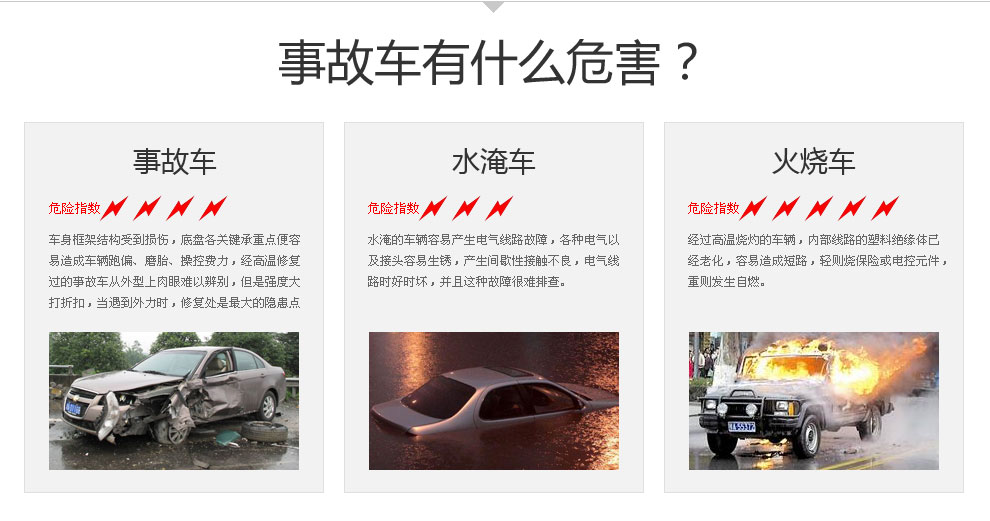 事故车有什么危害？
事故车
危险指数
车身框架结构受到损伤，底盘各关键承重点便容
易造成车辆跑偏、磨胎、操控费力，经高温修复
过的事故车从外型上肉眼难以辨别，但是强度大
打折扣，当遇到外力时，修复处是最大的隐患点
水淹车
危险指数
水淹的车辆容易产生电气线路故障，各种电气以
及接头容易生锈，产生间歇性接触不良，电气线
路时好时坏，并且这种故障很难排查。
火烧车
危险指数
经过高温烧灼的车辆，内部线路的塑料绝缘体已
经老化，容易造成短路，轻则烧保险或电控元件，
重则发生自燃。